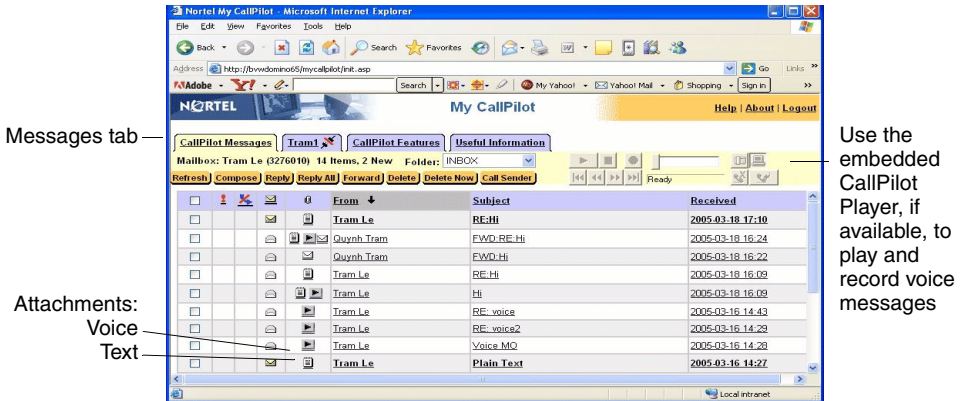 Nortel My CallPilot - Microsoft Internet Explorer
File Edit View Favorites Tools Help
Back Search Favorites
Address http://bvwdomino65/mycallpilot/init.asp Go Links »
Adobe Y! Search My Yahoo! Yahoo! Mail Shopping Sign In »
NORTEL My CallPilot Help | About | Logout
Messages tab
CallPilot Messages Tram1 CallPilot Features Useful Information
Mailbox: Tram Le (3276010) 14 Items, 2 New Folder: INBOX
Refresh Compose Reply Reply All Forward Delete Delete Now Call Sender Ready
From Subject Received
Tram Le RE:Hi 2005-03-18 17:10
Quynh Tram FWD:RE:Hi 2005-03-18 16:24
Quynh Tram FWD:Hi 2005-03-18 16:22
Tram Le RE:Hi 2005-03-18 16:09
Tram Le Hi 2005-03-18 16:09
Tram Le RE: voice 2005-03-16 14:43
Tram Le RE: voice2 2005-03-16 14:29
Tram Le Voice MO 2005-03-16 14:28
Tram Le Plain Text 2005-03-16 14:27
Local intranet
Attachments:
Voice
Text
Use the
embedded
CallPilot
Player, if
available, to
play and
record voice
messages